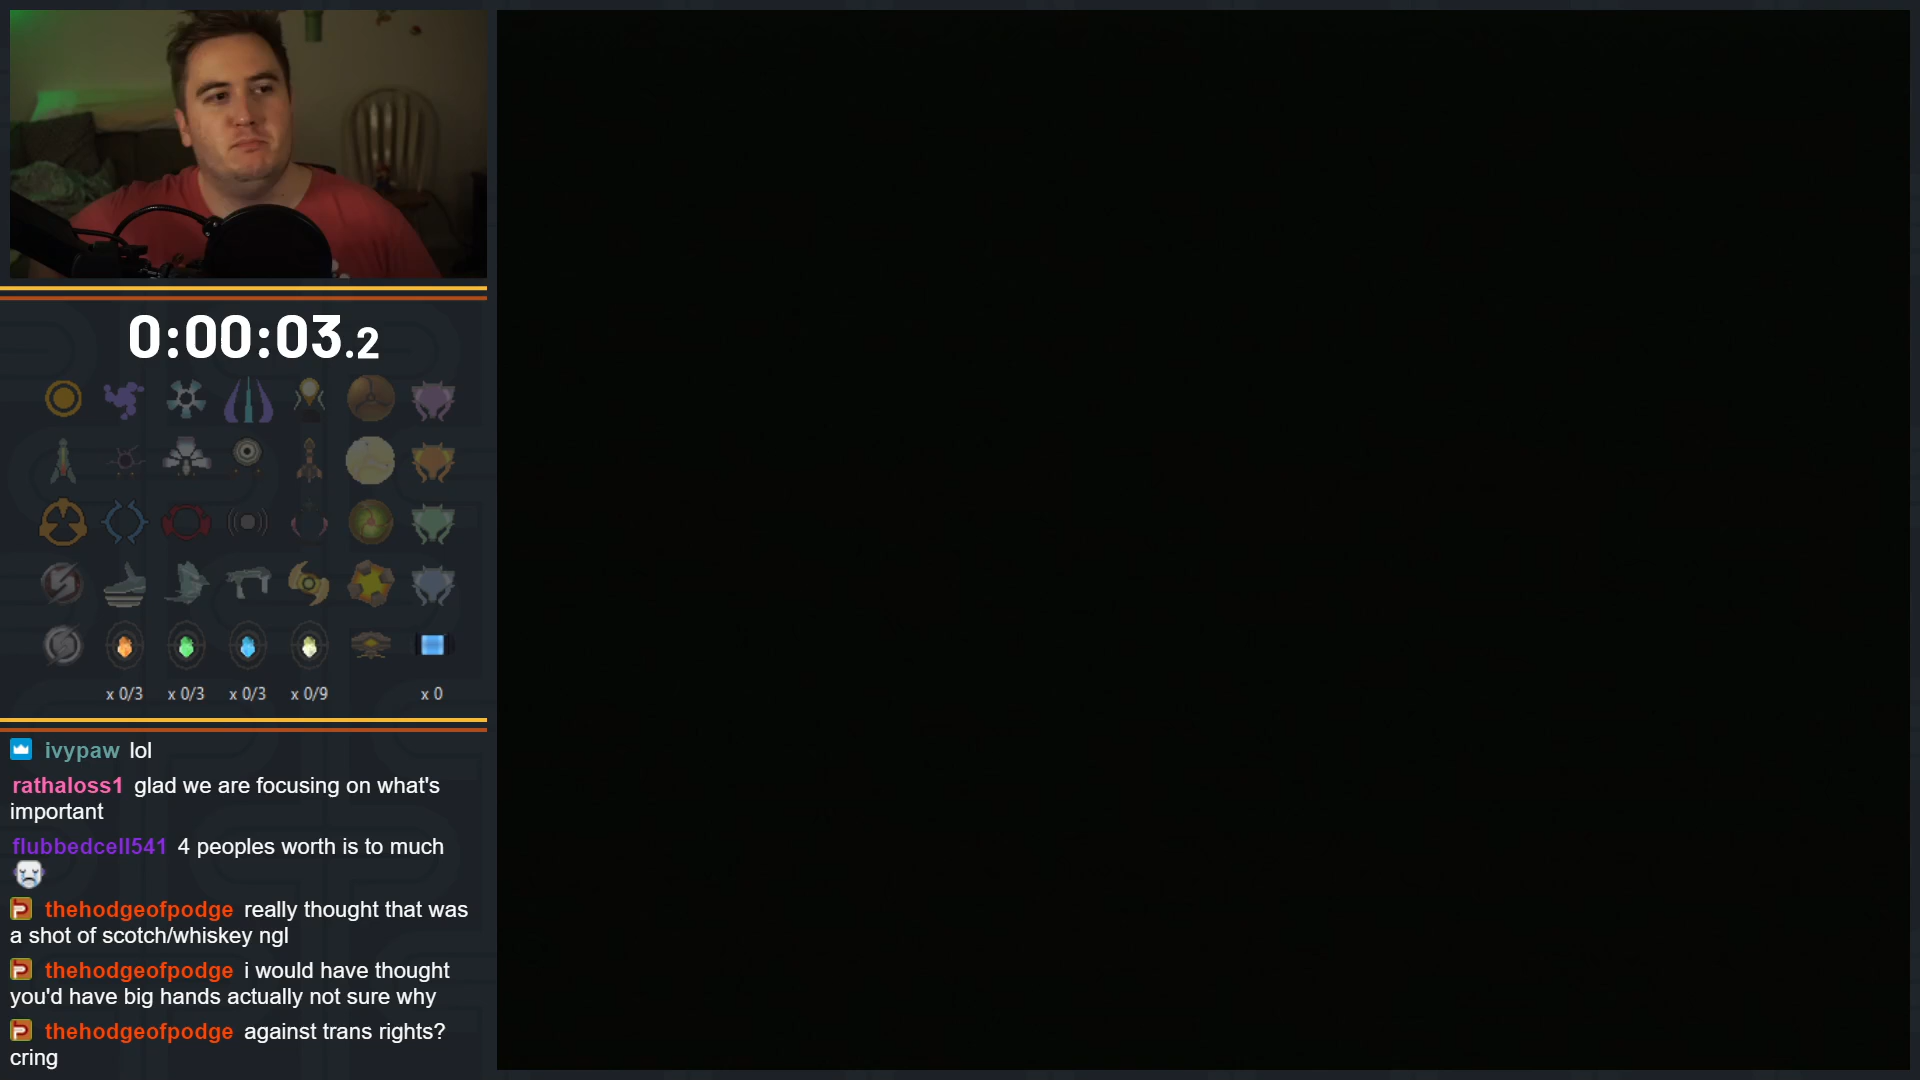 0:00:03.2
x 0/3 x 0/3 x 0/3 x 0/9 x 0
ivypaw lol
rathaloss1 glad we are focusing on what's
important
flubbedcell541 4 peoples worth is to much
thehodgeofpodge really thought that was
a shot of scotch/whiskey ngl
thehodgeofpodge i would have thought
you'd have big hands actually not sure why
thehodgeofpodge against trans rights?
cring